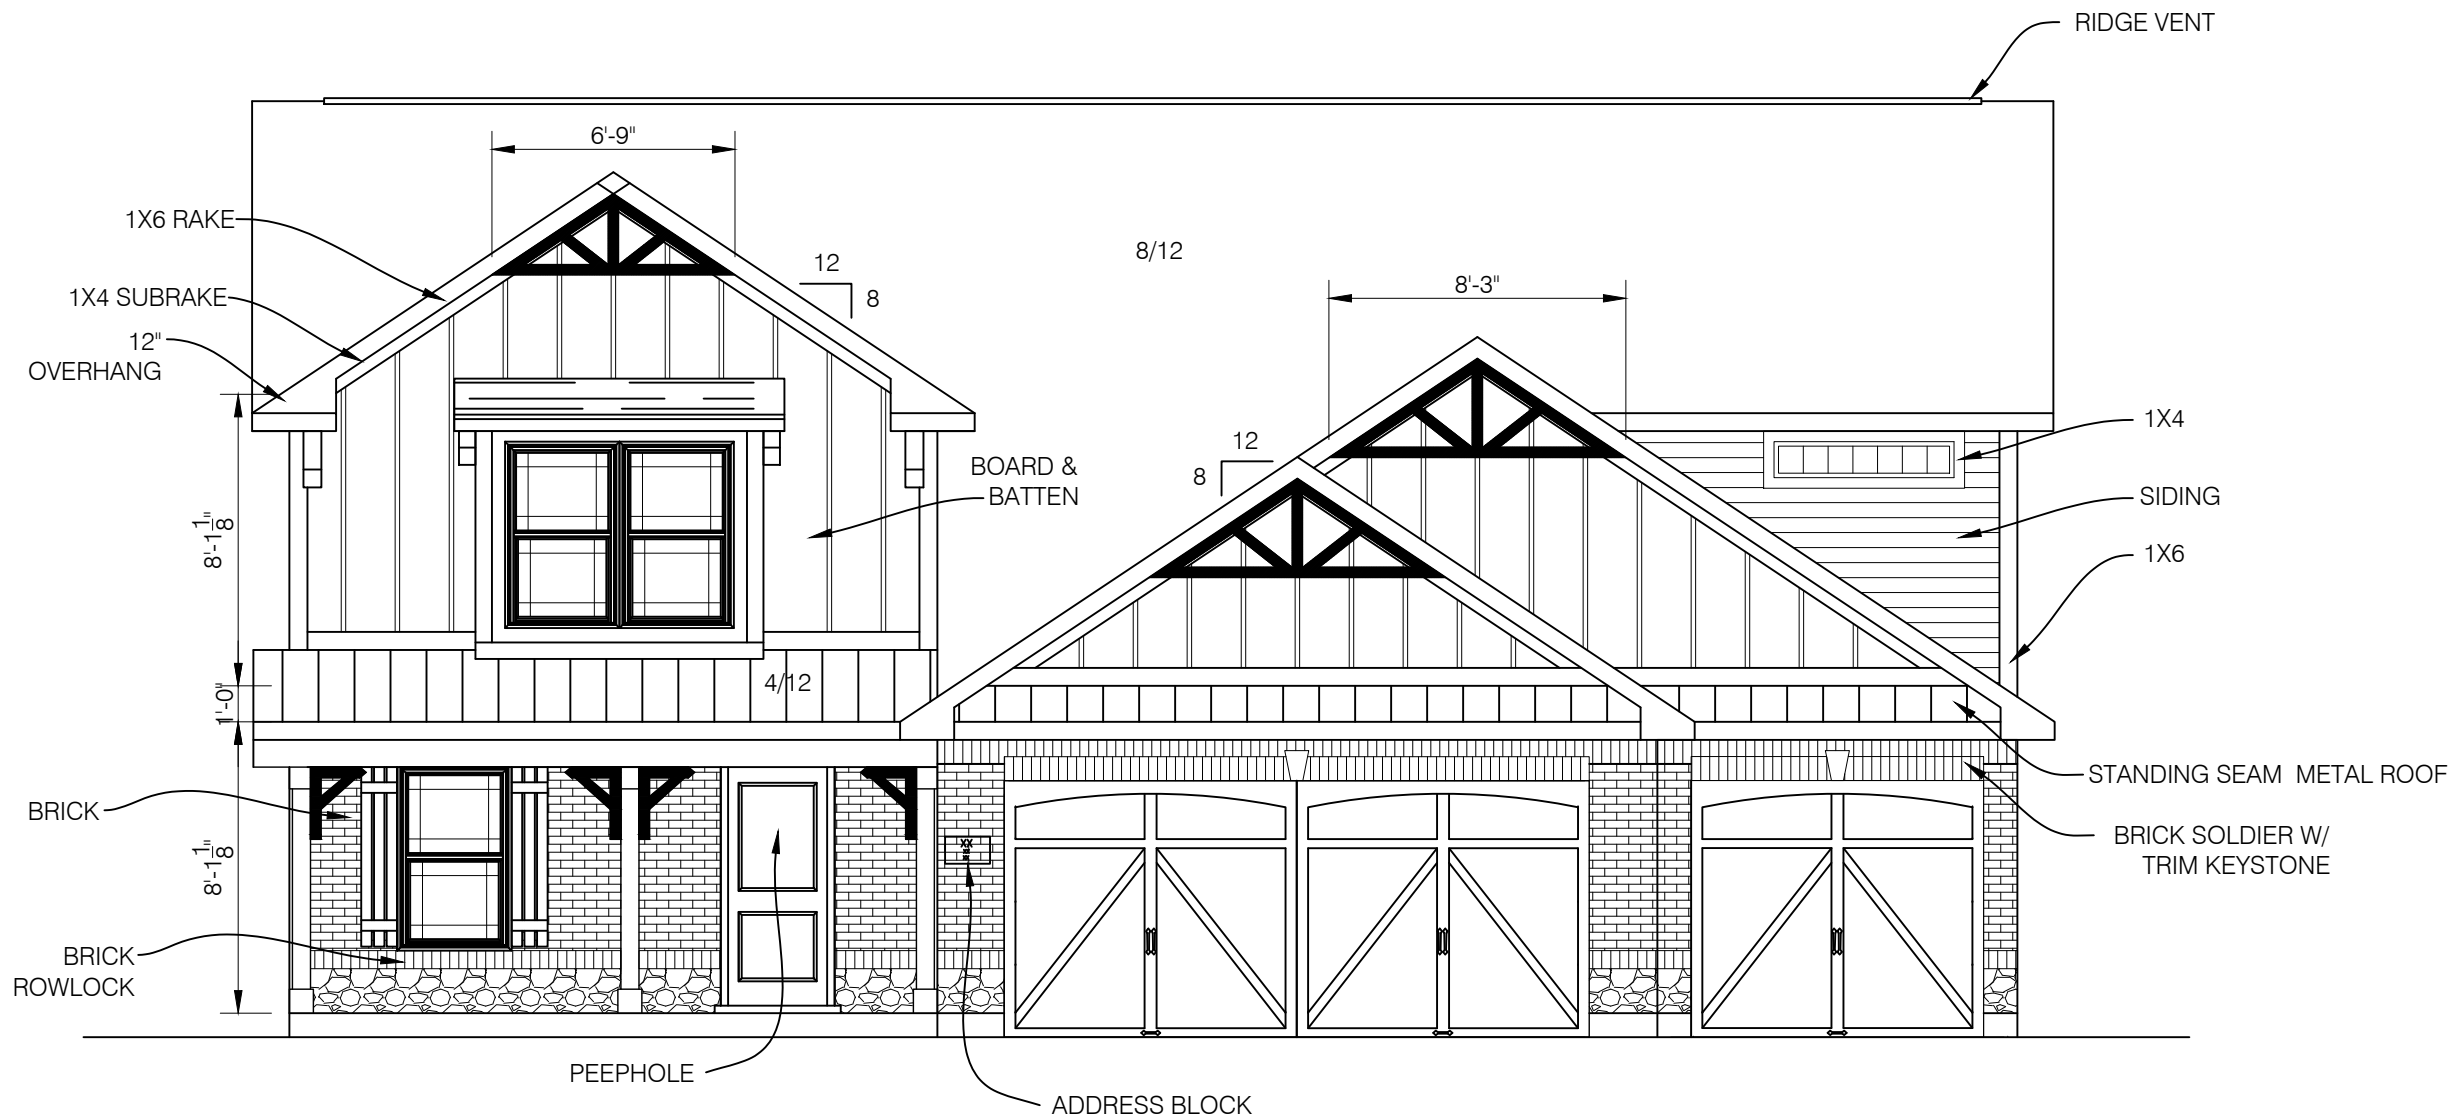 RIDGE VENT
6'-9"
1X6 RAKE
8/12
12
8
8'-3"
1X4 SUBRAKE
12"
OVERHANG
1X4
12
8
BOARD &
BATTEN
SIDING
8'-1 1/8"
1X6
4/12
1'-0"
STANDING SEAM METAL ROOF
BRICK
BRICK SOLDIER W/
TRIM KEYSTONE
XX
8'-1 1/8"
BRICK
ROWLOCK
PEEPHOLE
ADDRESS BLOCK